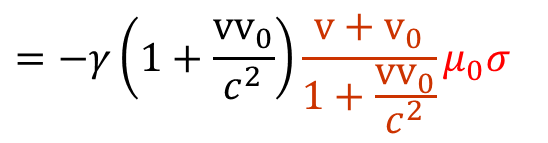 = −γ (1 + vv₀/c²) (v + v₀)/(1 + vv₀/c²) μ₀σ